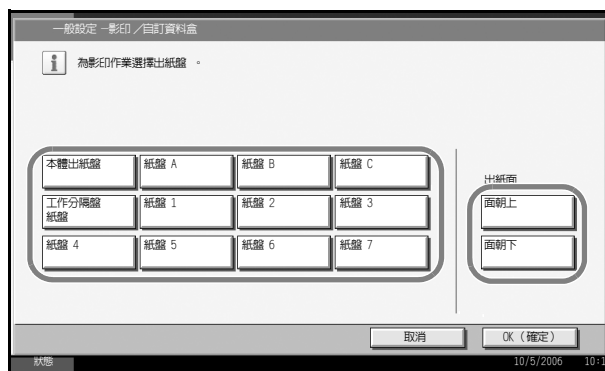 一般設定 -影印 ／自訂資料盒
為影印作業選擇出紙盤 。
本體出紙盤
紙盤 A
紙盤 B
紙盤 C
工作分隔盤
紙盤
紙盤 1
紙盤 2
紙盤 3
紙盤 4
紙盤 5
紙盤 6
紙盤 7
出紙面
面朝上
面朝下
取消
OK (確定)
狀態
10/5/2006 10:1